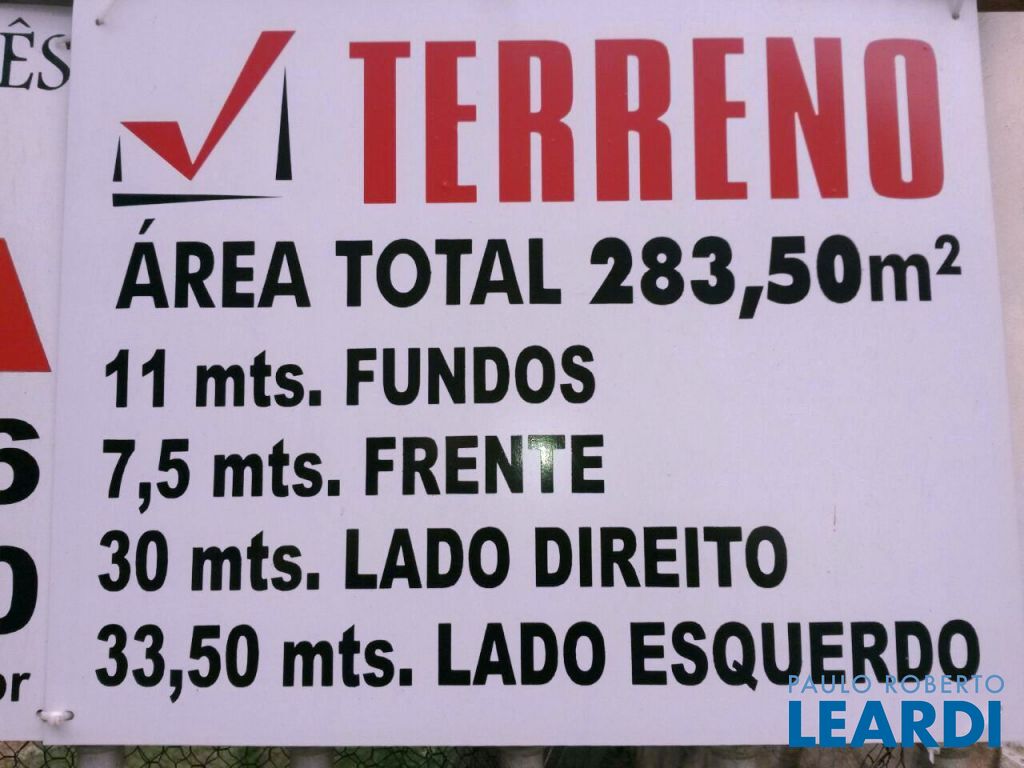 ÊS
TERRENO
ÁREA TOTAL 283,50m²
11 mts. FUNDOS
7,5 mts. FRENTE
30 mts. LADO DIREITO
33,50 mts. LADO ESQUERDO
PAULO ROBERTO
LEARDI